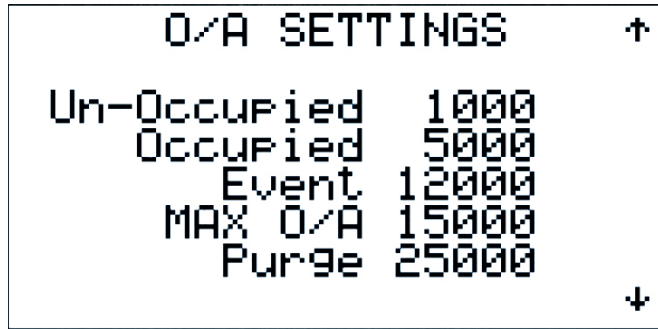 O/A SETTINGS ↑
Un-Occupied 1000
Occupied 5000
Event 12000
MAX O/A 15000
Purge 25000
↓